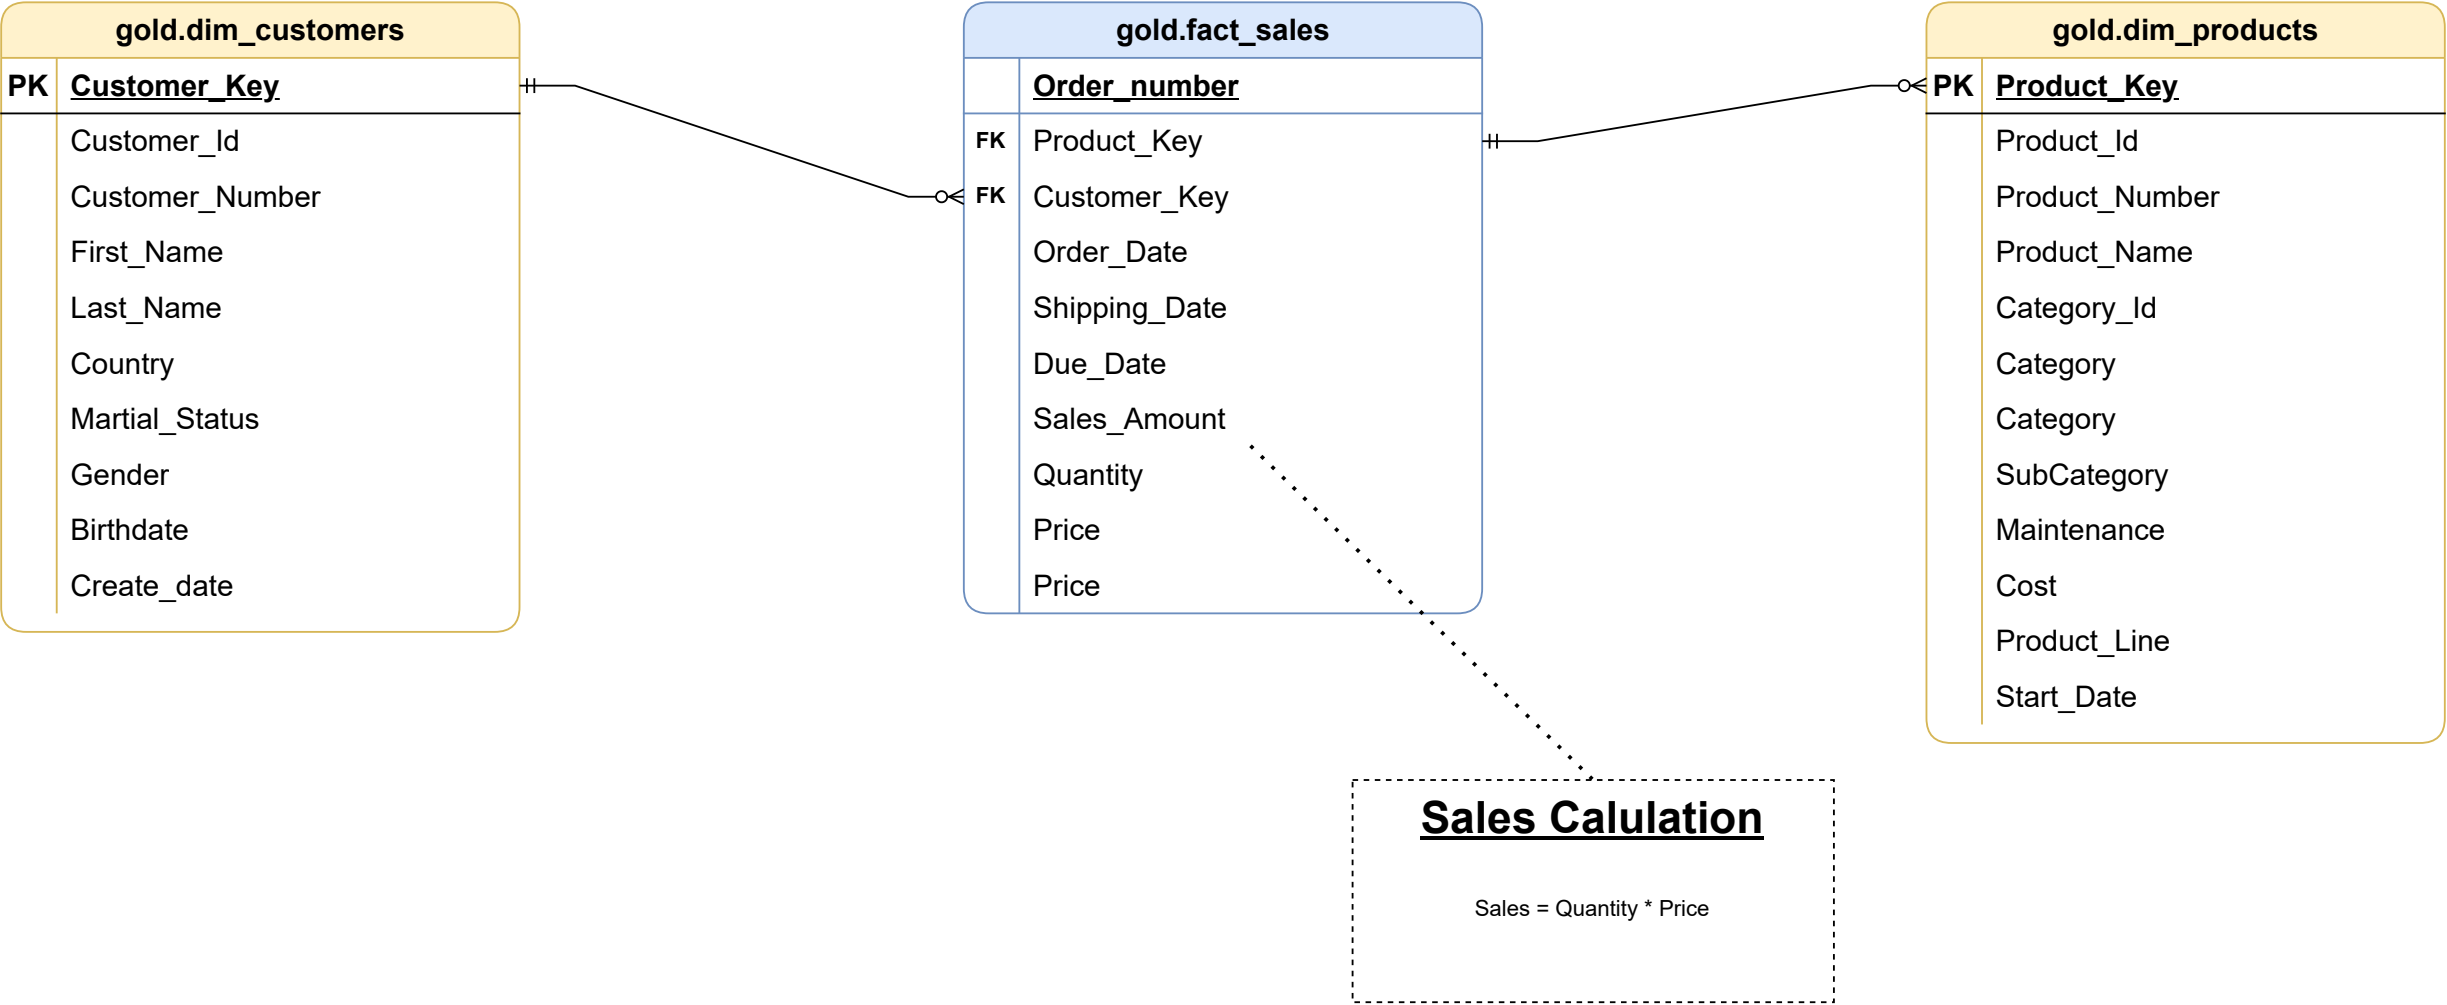 gold.dim_customers
PK Customer_Key
Customer_Id
Customer_Number
First_Name
Last_Name
Country
Martial_Status
Gender
Birthdate
Create_date
gold.fact_sales
Order_number
FK Product_Key
FK Customer_Key
Order_Date
Shipping_Date
Due_Date
Sales_Amount
Quantity
Price
Price
gold.dim_products
PK Product_Key
Product_Id
Product_Number
Product_Name
Category_Id
Category
Category
SubCategory
Maintenance
Cost
Product_Line
Start_Date
Sales Calulation
Sales = Quantity * Price